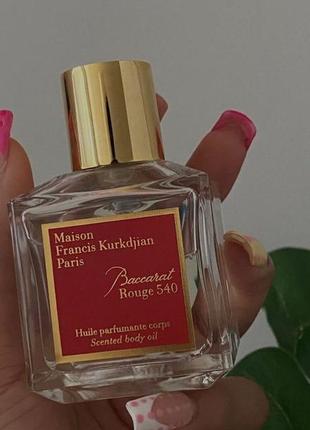 Maison
Francis Kurkdjian
Paris
Baccarat
Rouge 540
Huile parfumante corps
Scented body oil